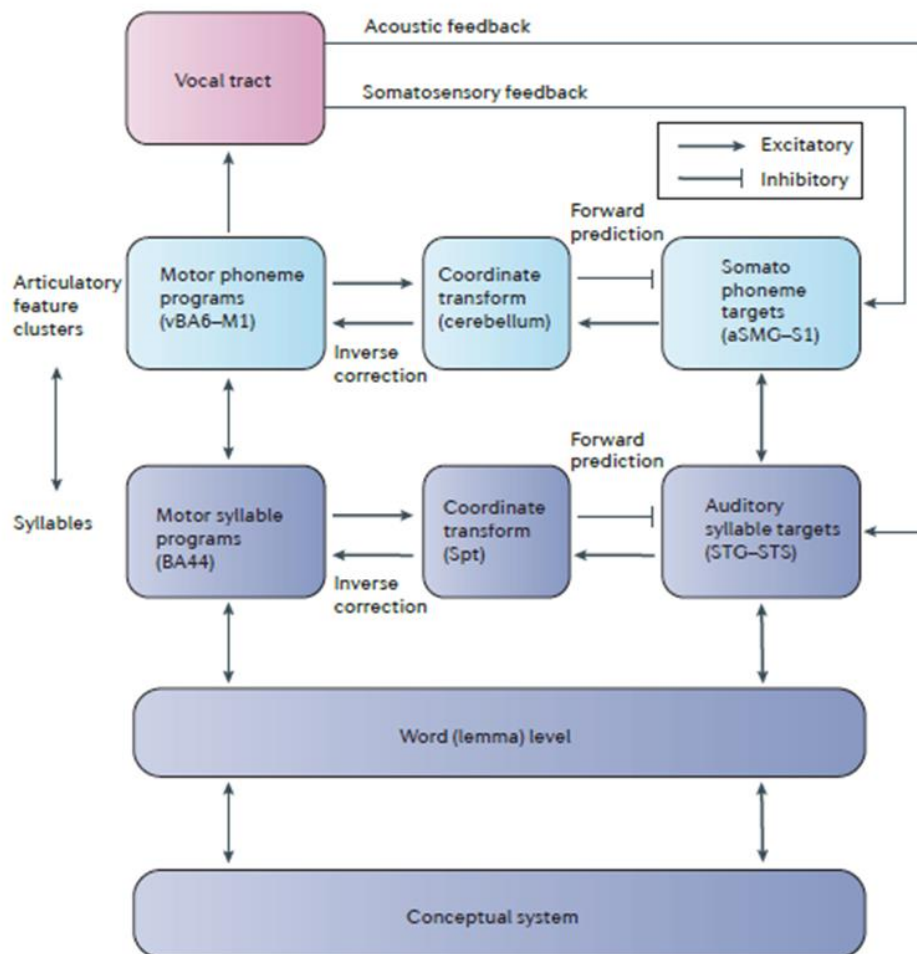 Acoustic feedback
Vocal tract
Somatosensory feedback
Excitatory
Inhibitory
Forward
prediction
Articulatory
feature
clusters
Motor phoneme
programs
(vBA6–M1)
Coordinate
transform
(cerebellum)
Somato
phoneme
targets
(aSMG–S1)
Inverse
correction
Forward
prediction
Syllables
Motor syllable
programs
(BA44)
Coordinate
transform
(Spt)
Auditory
syllable targets
(STG–STS)
Inverse
correction
Word (lemma) level
Conceptual system